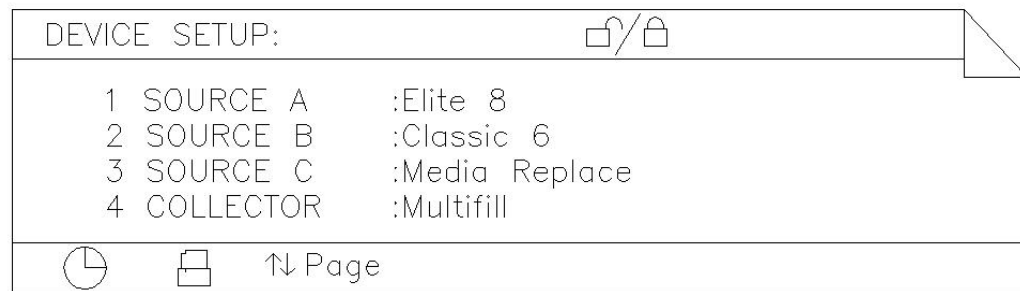 DEVICE SETUP:
1 SOURCE A :Elite 8
2 SOURCE B :Classic 6
3 SOURCE C :Media Replace
4 COLLECTOR :Multifill
↑↓ Page